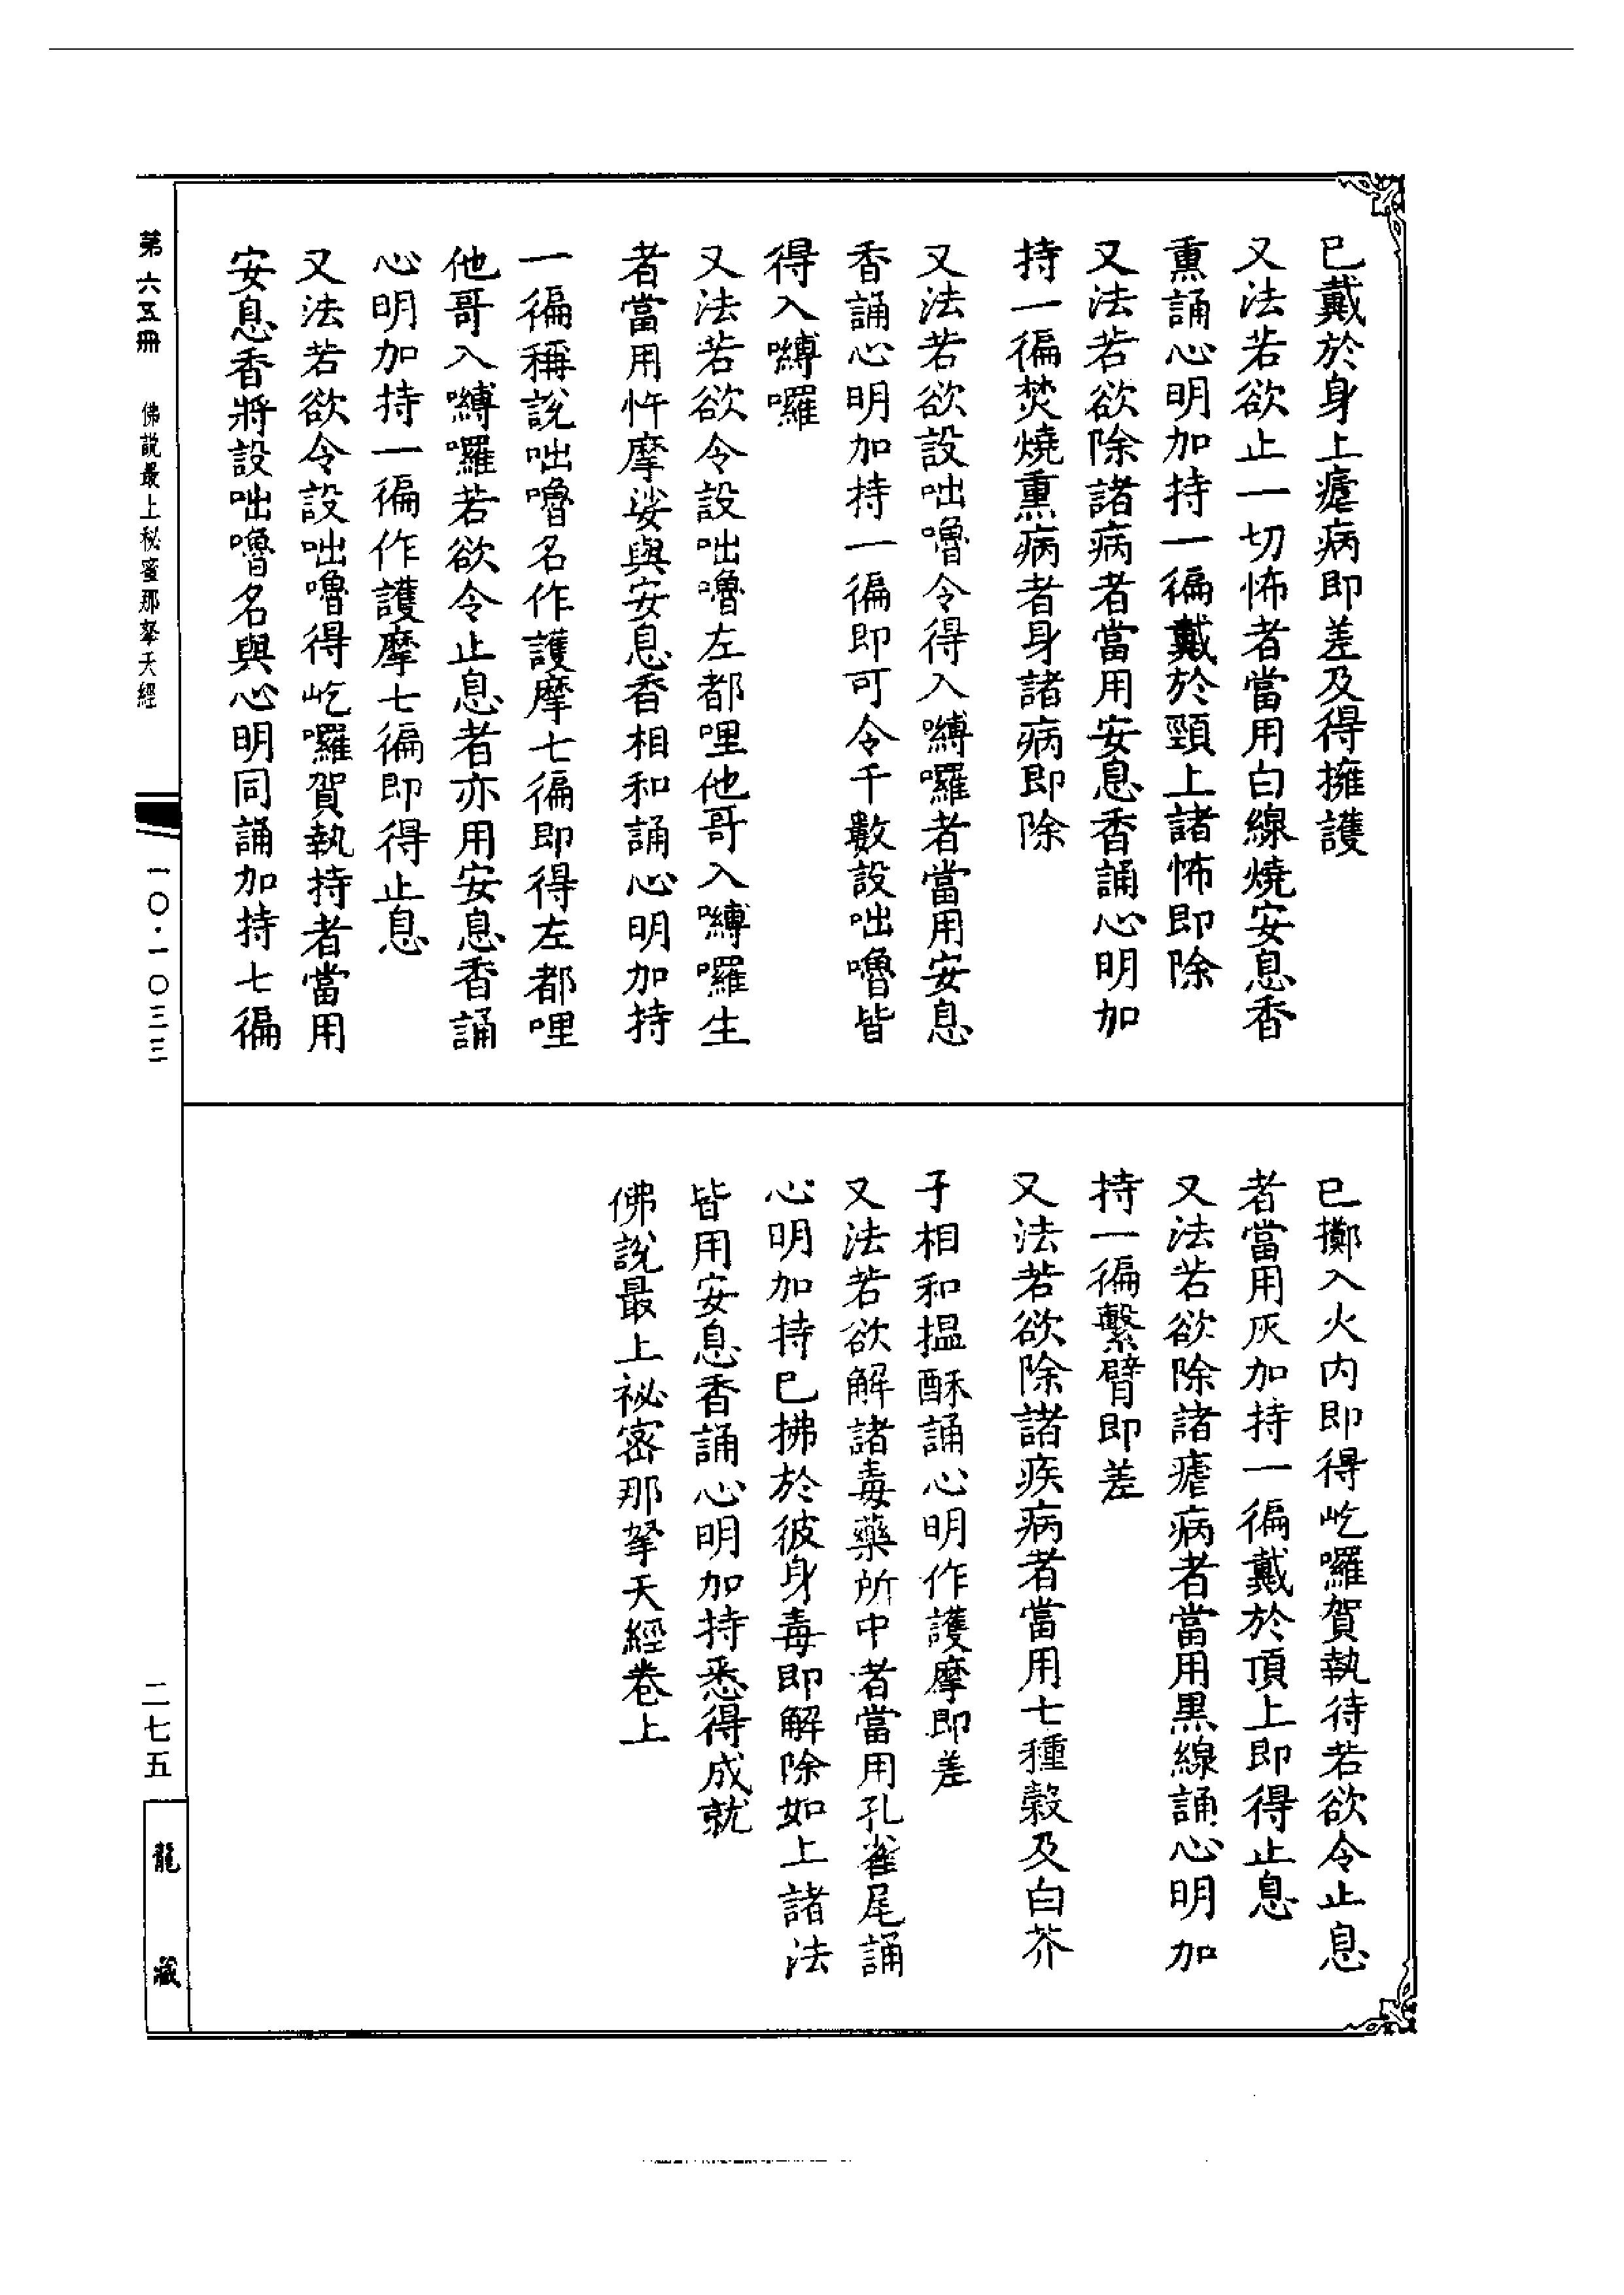 已戴於身上瘧病即差及得擁護
又法若欲止一切怖者當用白線燒安息香
熏誦心明加持一徧戴於頸上諸怖即除
又法若欲除諸病者當用安息香誦心明加
持一徧焚燒熏病者身諸病即除
又法若欲設咄嚕令得入嚩囉者當用安息
香誦心明加持一徧即可令千數設咄嚕皆
得入嚩囉
又法若欲令設咄嚕左都哩他哥入嚩囉生
者當用忤摩娑與安息香相和誦心明加持
一徧稱說咄嚕名作護摩七徧即得左都哩
他哥入嚩囉若欲令止息者亦用安息香誦
心明加持一徧作護摩七徧即得止息
又法若欲令設咄嚕得屹囉賀執持者當用
安息香將設咄嚕名與心明同誦加持七徧
已擲入火內即得屹囉賀執待若欲令止息
者當用灰加持一徧戴於頂上即得止息
又法若欲除諸瘧病者當用黑線誦心明加
持一徧繫臂即差
又法若欲除諸疾病者當用七種穀及白芥
子相和搵酥誦心明作護摩即差
又法若欲解諸毒藥所中者當用孔雀尾誦
心明加持已拂於彼身毒即解除如上諸法
皆用安息香誦心明加持悉得成就
佛說最上祕密那拏天經卷上
第六五冊 佛說最上秘蜜那拏天經
一〇·一〇三三
二七五
龍藏